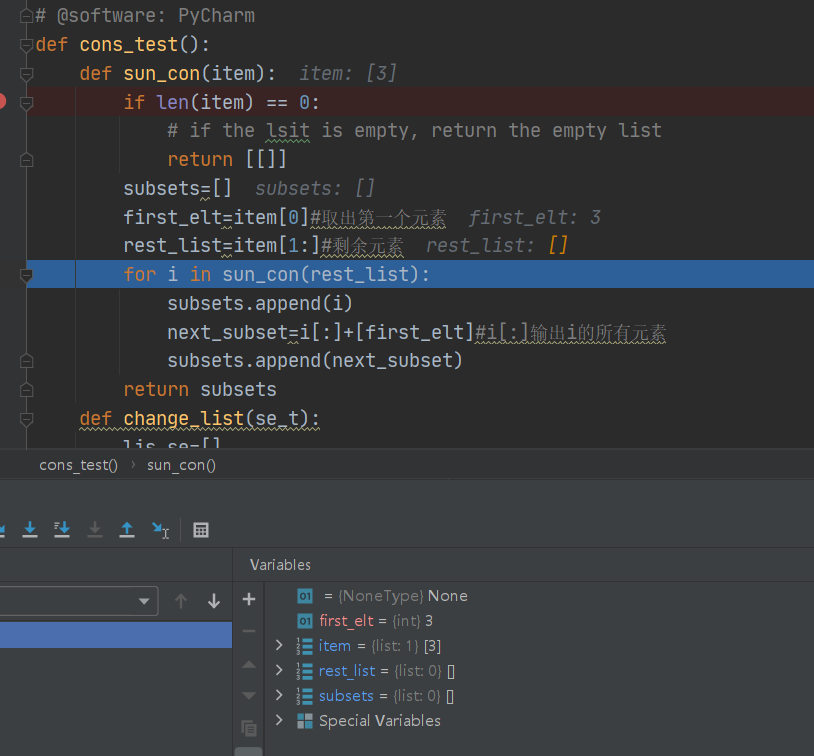 # @software: PyCharm
def cons_test():
def sun_con(item): item: [3]
if len(item) == 0:
# if the lsit is empty, return the empty list
return [[]]
subsets=[] subsets: []
first_elt=item[0]#取出第一个元素 first_elt: 3
rest_list=item[1:]#剩余元素 rest_list: []
for i in sun_con(rest_list):
subsets.append(i)
next_subset=i[:]+[first_elt]#i[:]输出i的所有元素
subsets.append(next_subset)
return subsets
def change_list(se_t):
lis_se=[]
cons_test() › sun_con()
Variables
01 = {NoneType} None
01 first_elt = {int} 3
item = {list: 1} [3]
rest_list = {list: 0} []
subsets = {list: 0} []
Special Variables